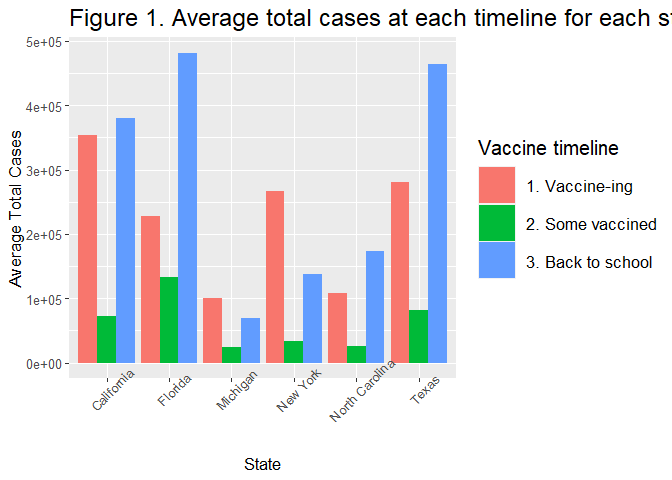 Figure 1. Average total cases at each timeline for each s
5e+05
4e+05
3e+05
2e+05
1e+05
0e+00
Average Total Cases
California
Florida
Michigan
New York
North Carolina
Texas
State
Vaccine timeline
1. Vaccine-ing
2. Some vaccined
3. Back to school